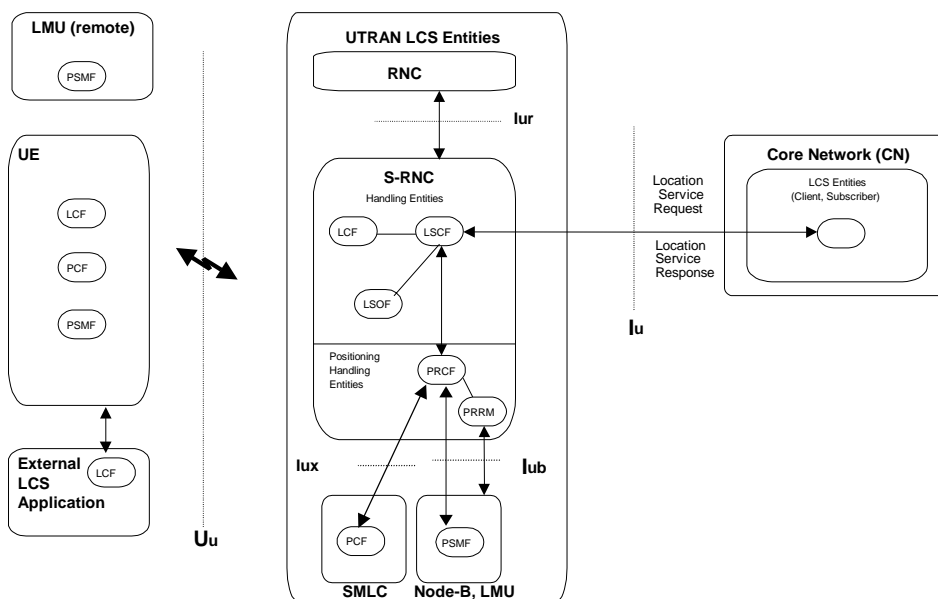 LMU (remote)
PSMF
UE
LCF
PCF
PSMF
External
LCS
Application
LCF
Uu
UTRAN LCS Entities
RNC
Iur
S-RNC
Handling Entities
LCF
LSCF
LSOF
Positioning
Handling
Entities
PRCF
PRRM
Iux
Iub
PCF
PSMF
SMLC
Node-B, LMU
Location
Service
Request
Location
Service
Response
Iu
Core Network (CN)
LCS Entities
(Client, Subscriber)